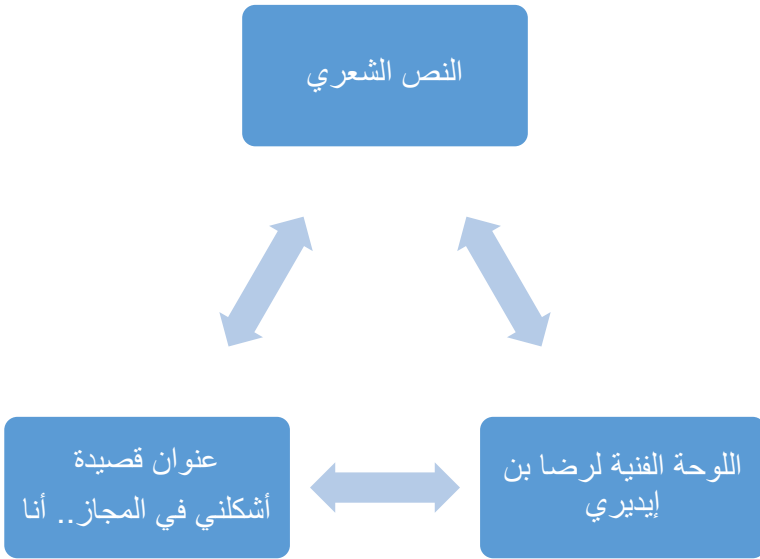 النص الشعري
اللوحة الفنية لرضا بن
إيديري
عنوان قصيدة
أشكلني في المجاز.. أنا